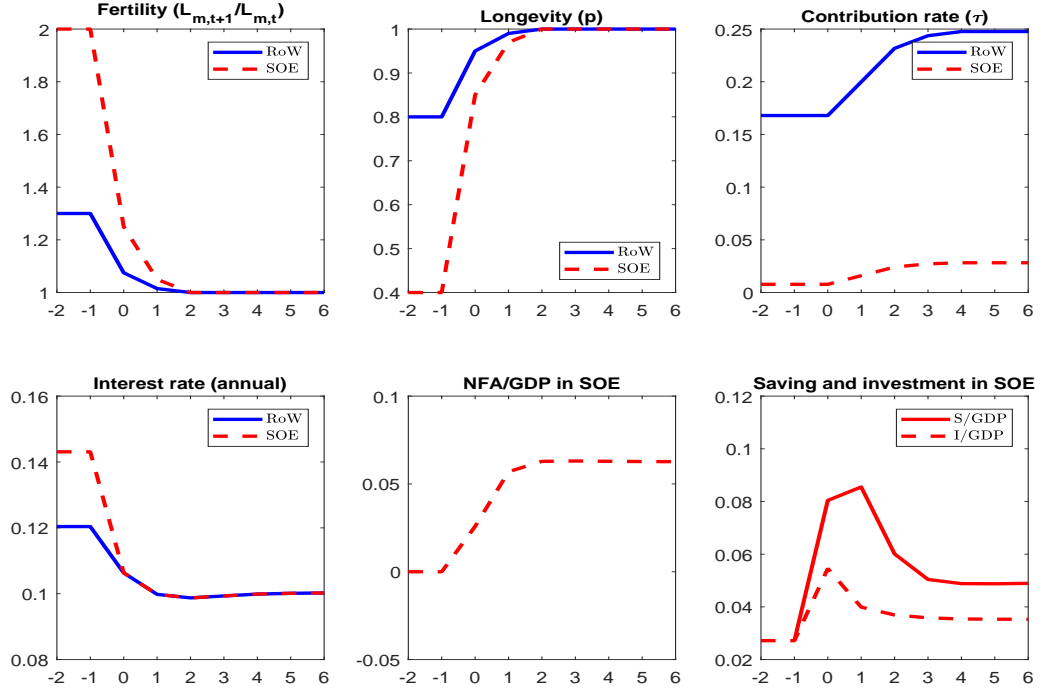 Fertility (L_{m,t+1}/L_{m,t})
2
1.8
1.6
1.4
1.2
1
RoW
SOE
-2 -1 0 1 2 3 4 5 6
Longevity (p)
1
0.9
0.8
0.7
0.6
0.5
0.4
RoW
SOE
-2 -1 0 1 2 3 4 5 6
Contribution rate (τ)
0.25
0.2
0.15
0.1
0.05
0
RoW
SOE
-2 -1 0 1 2 3 4 5 6
Interest rate (annual)
0.16
0.14
0.12
0.1
0.08
RoW
SOE
-2 -1 0 1 2 3 4 5 6
NFA/GDP in SOE
0.1
0.05
0
-0.05
-2 -1 0 1 2 3 4 5 6
Saving and investment in SOE
0.12
0.1
0.08
0.06
0.04
0.02
S/GDP
I/GDP
-2 -1 0 1 2 3 4 5 6